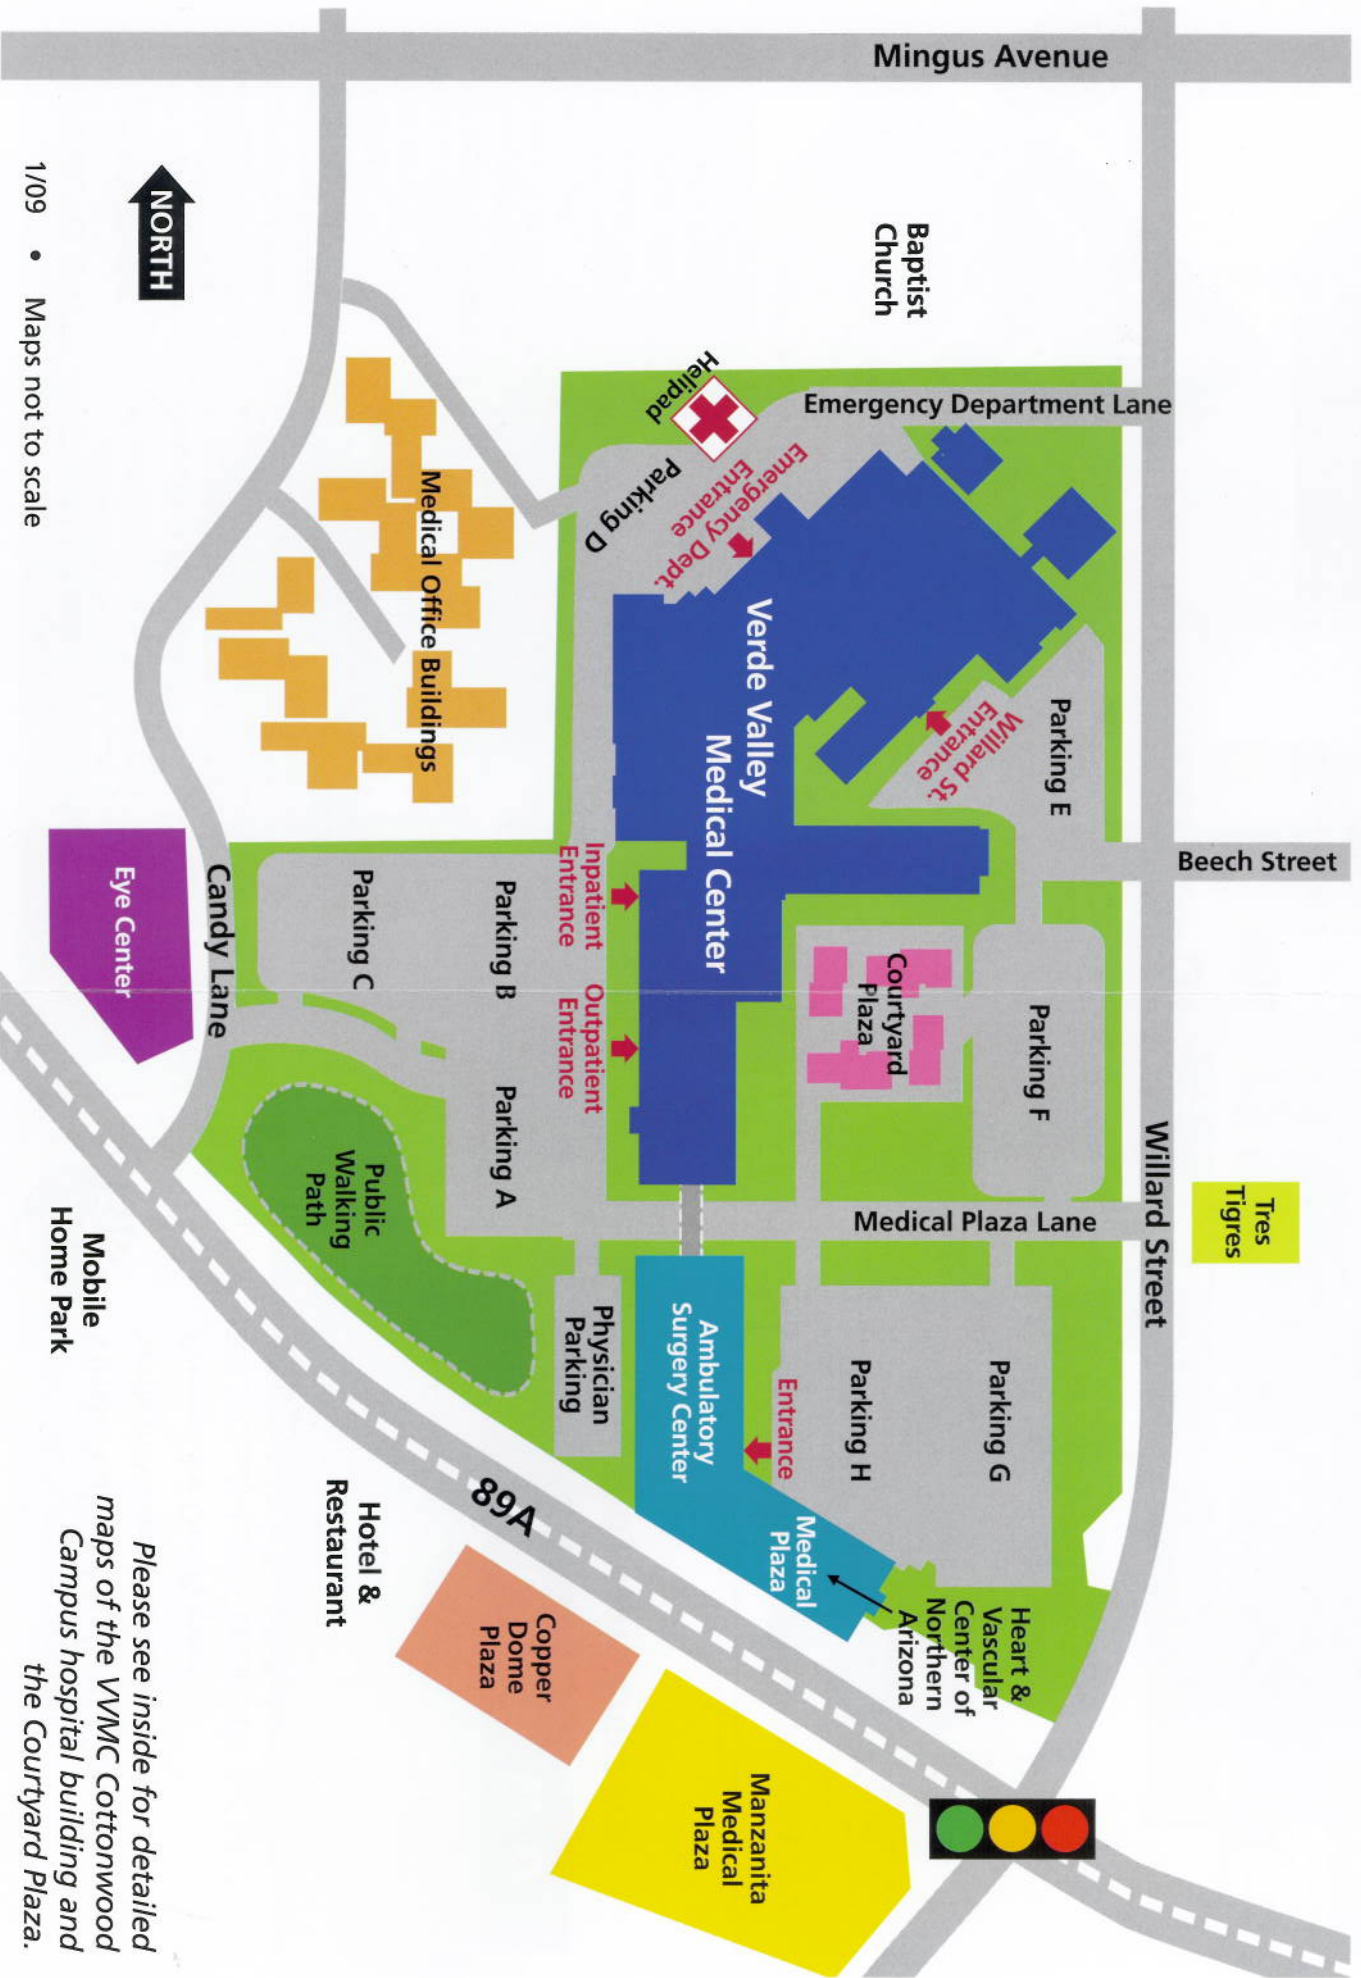 Mingus Avenue
NORTH
1/09 • Maps not to scale
Baptist
Church
Helipad
Emergency Department Lane
Parking D
Emergency Dept.
Entrance
Medical Office Buildings
Verde Valley
Medical Center
Willard St.
Entrance
Parking E
Beech Street
Eye Center
Candy Lane
Parking C
Parking B
Inpatient
Entrance
Outpatient
Entrance
Courtyard
Plaza
Parking F
Parking A
Public
Walking
Path
Medical Plaza Lane
Willard Street
Tres
Tigres
Mobile
Home Park
Physician
Parking
Ambulatory
Surgery Center
Entrance
Parking H
Parking G
89A
Hotel &
Restaurant
Medical
Plaza
Heart &
Vascular
Center of
Northern
Arizona
Copper
Dome
Plaza
Manzanita
Medical
Plaza
Please see inside for detailed
maps of the VVMC Cottonwood
Campus hospital building and
the Courtyard Plaza.